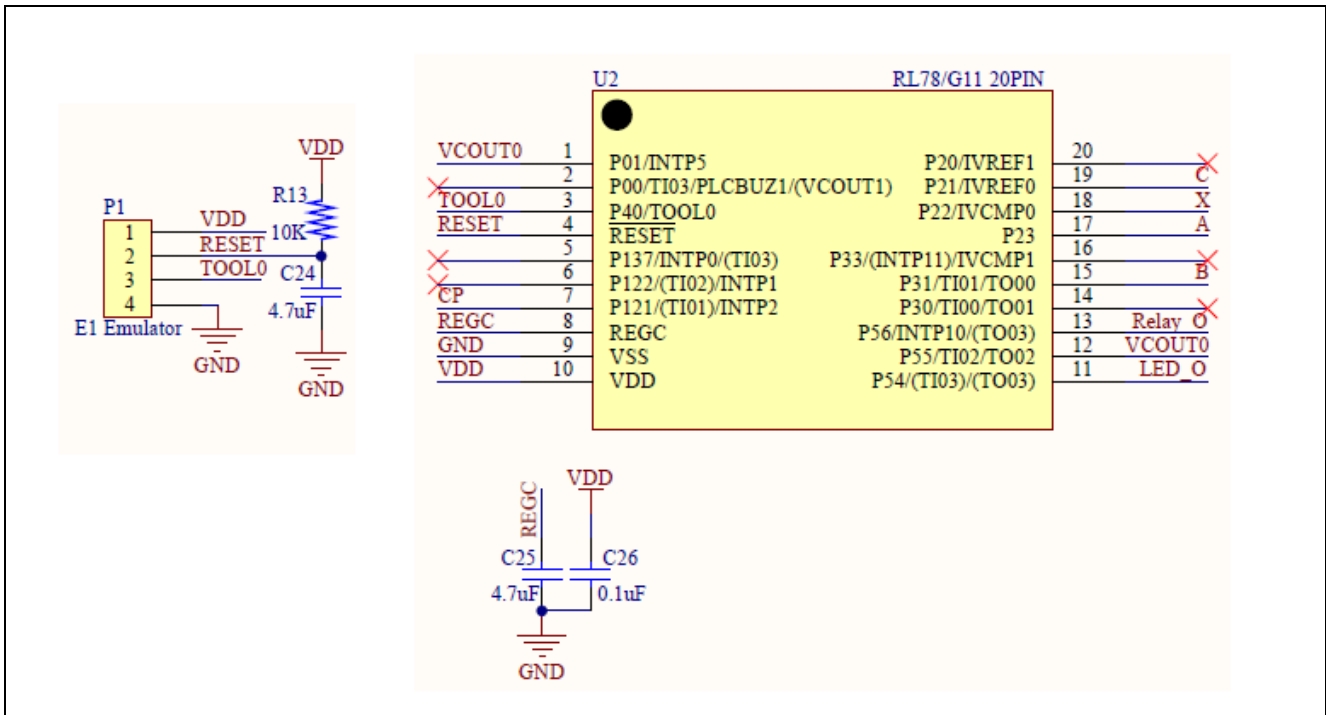 VDD
R13
10K
P1
1 VDD
2 RESET
3 TOOL0
4
E1 Emulator
C24
4.7uF
GND
GND
U2
RL78/G11 20PIN
VCOUT0 1 P01/INTP5
2 P00/TI03/PLCBUZ1/(VCOUT1)
TOOL0 3 P40/TOOL0
RESET 4 RESET
5 P137/INTP0/(TI03)
6 P122/(TI02)/INTP1
CP 7 P121/(TI01)/INTP2
REGC 8 REGC
GND 9 VSS
VDD 10 VDD
P20/IVREF1 20
P21/IVREF0 19 C
P22/IVCMP0 18 X
P23 17 A
P33/(INTP11)/IVCMP1 16
P31/TI01/TO00 15 B
P30/TI00/TO01 14
P56/INTP10/(TO03) 13 Relay_O
P55/TI02/TO02 12 VCOUT0
P54/(TI03)/(TO03) 11 LED_O
REGC
VDD
C25
4.7uF
C26
0.1uF
GND